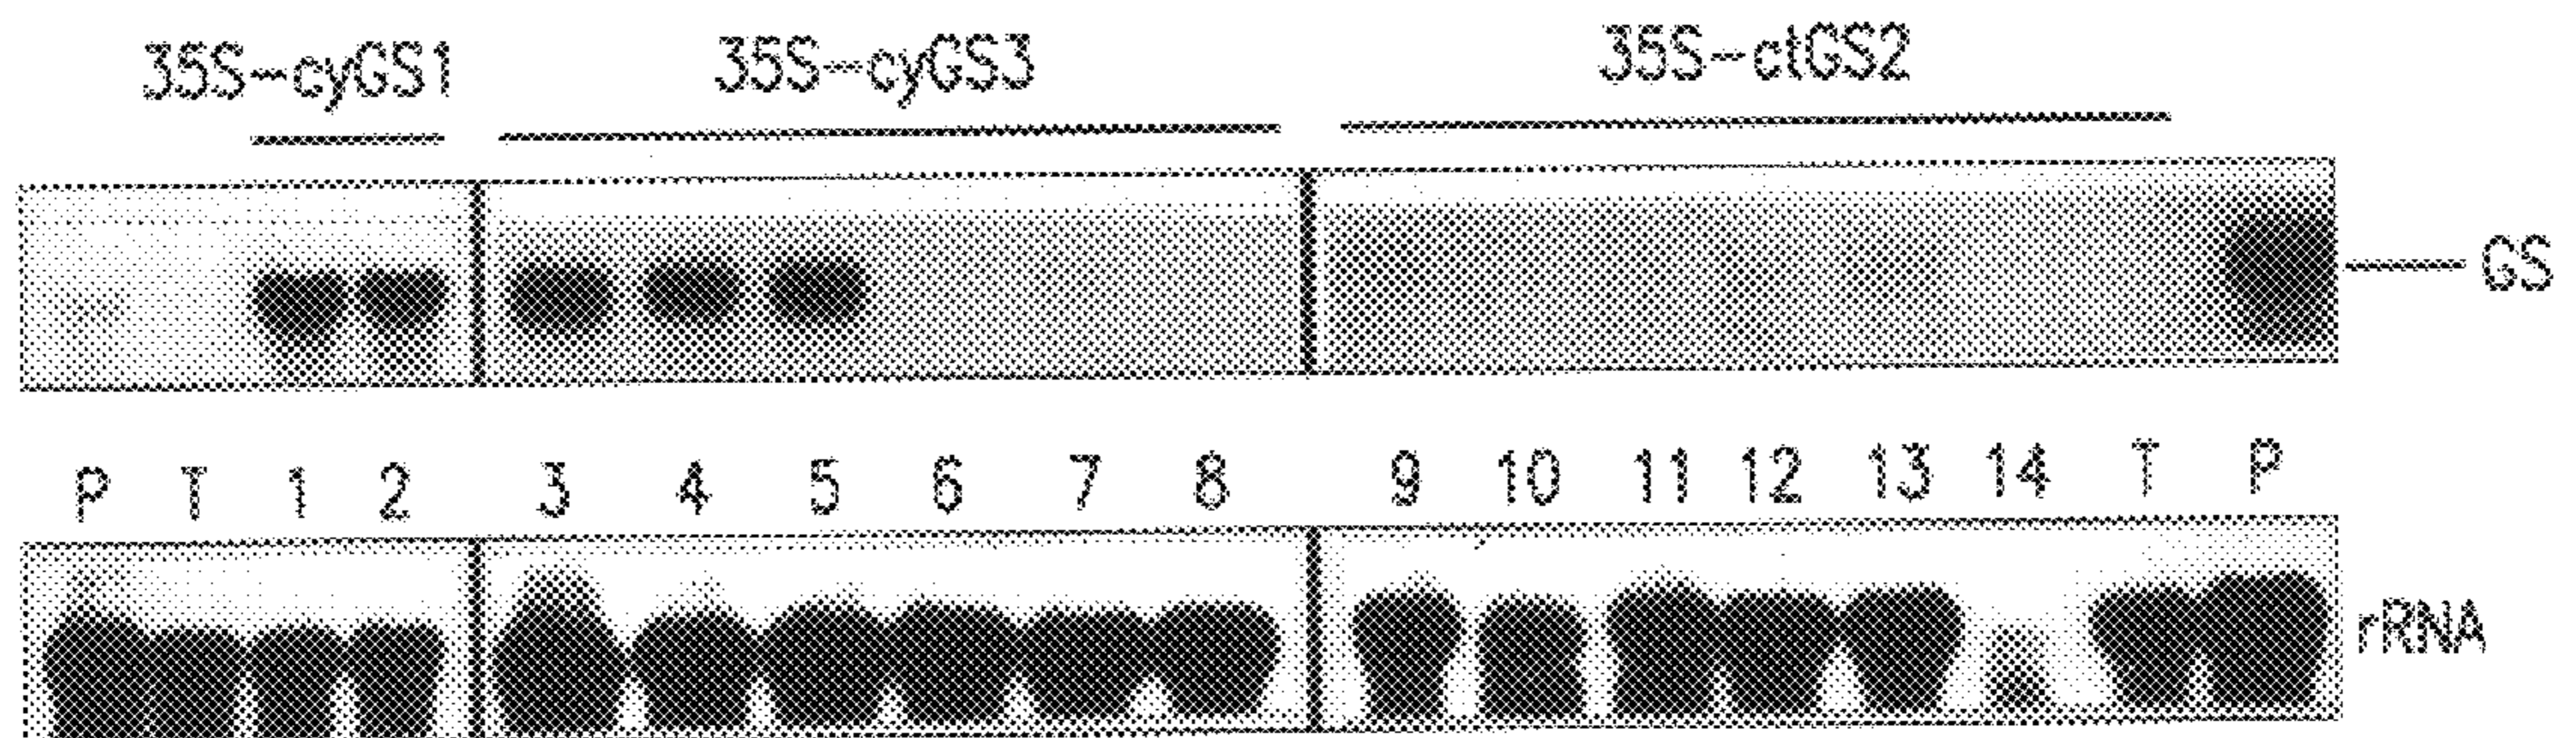 35S-cyGS1 35S-cyGS3 35S-ctGS2
GS
P T 1 2 3 4 5 6 7 8 9 10 11 12 13 14 T P
rRNA